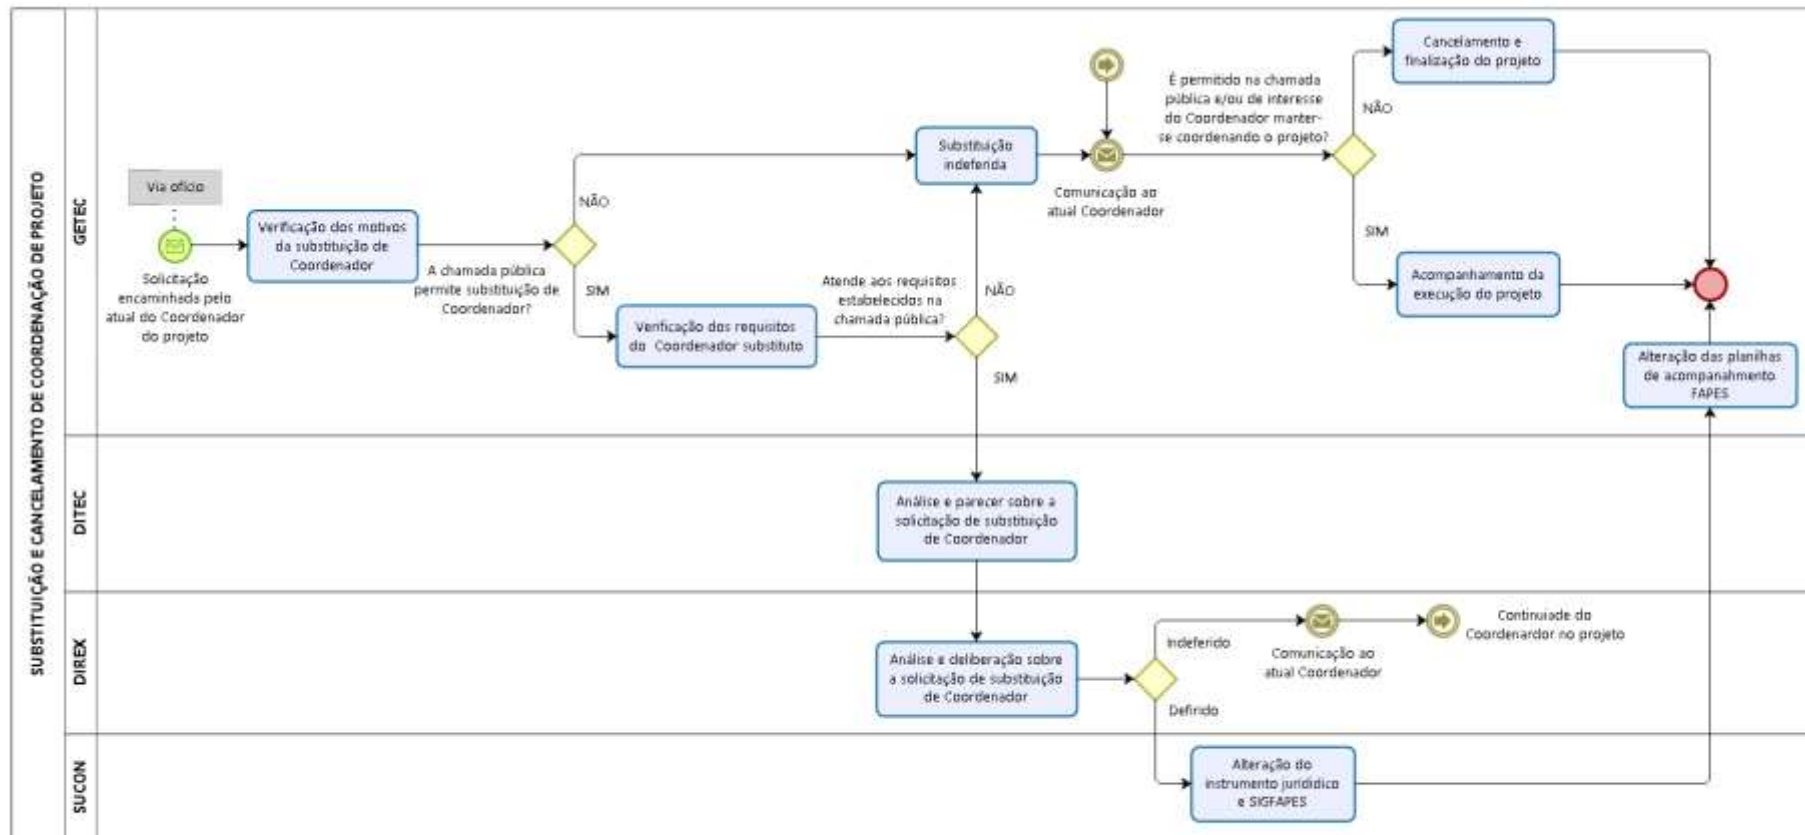 SUBSTITUIÇÃO E CANCELAMENTO DE COORDENAÇÃO DE PROJETO
GETEC
Via ofício
Solicitação
encaminhada pelo
atual do Coordenador
do projeto
Verificação dos motivos
da substituição de
Coordenador
A chamada pública
permite substituição de
Coordenador?
NÃO
SIM
Verificação dos requisitos
do Coordenador substituto
Atende aos requisitos
estabelecidos na
chamada pública?
NÃO
SIM
Substituição
indeferida
Comunicação ao
atual Coordenador
É permitido na chamada
pública e/ou de interesse
do Coordenador manter-
se coordenando o projeto?
NÃO
SIM
Cancelamento e
finalização do projeto
Acompanhamento da
execução do projeto
Alteração das planilhas
de acompanahmento
FAPES
DITEC
Análise e parecer sobre a
solicitação de substituição
de Coordenador
DIREX
Análise e deliberação sobre
a solicitação de substituição
de Coordenador
Indeferido
Definido
Comunicação ao
atual Coordenador
Continuiade do
Coordenardor no projeto
SUCON
Alteração do
instrumento jurididico
e SIGFAPES